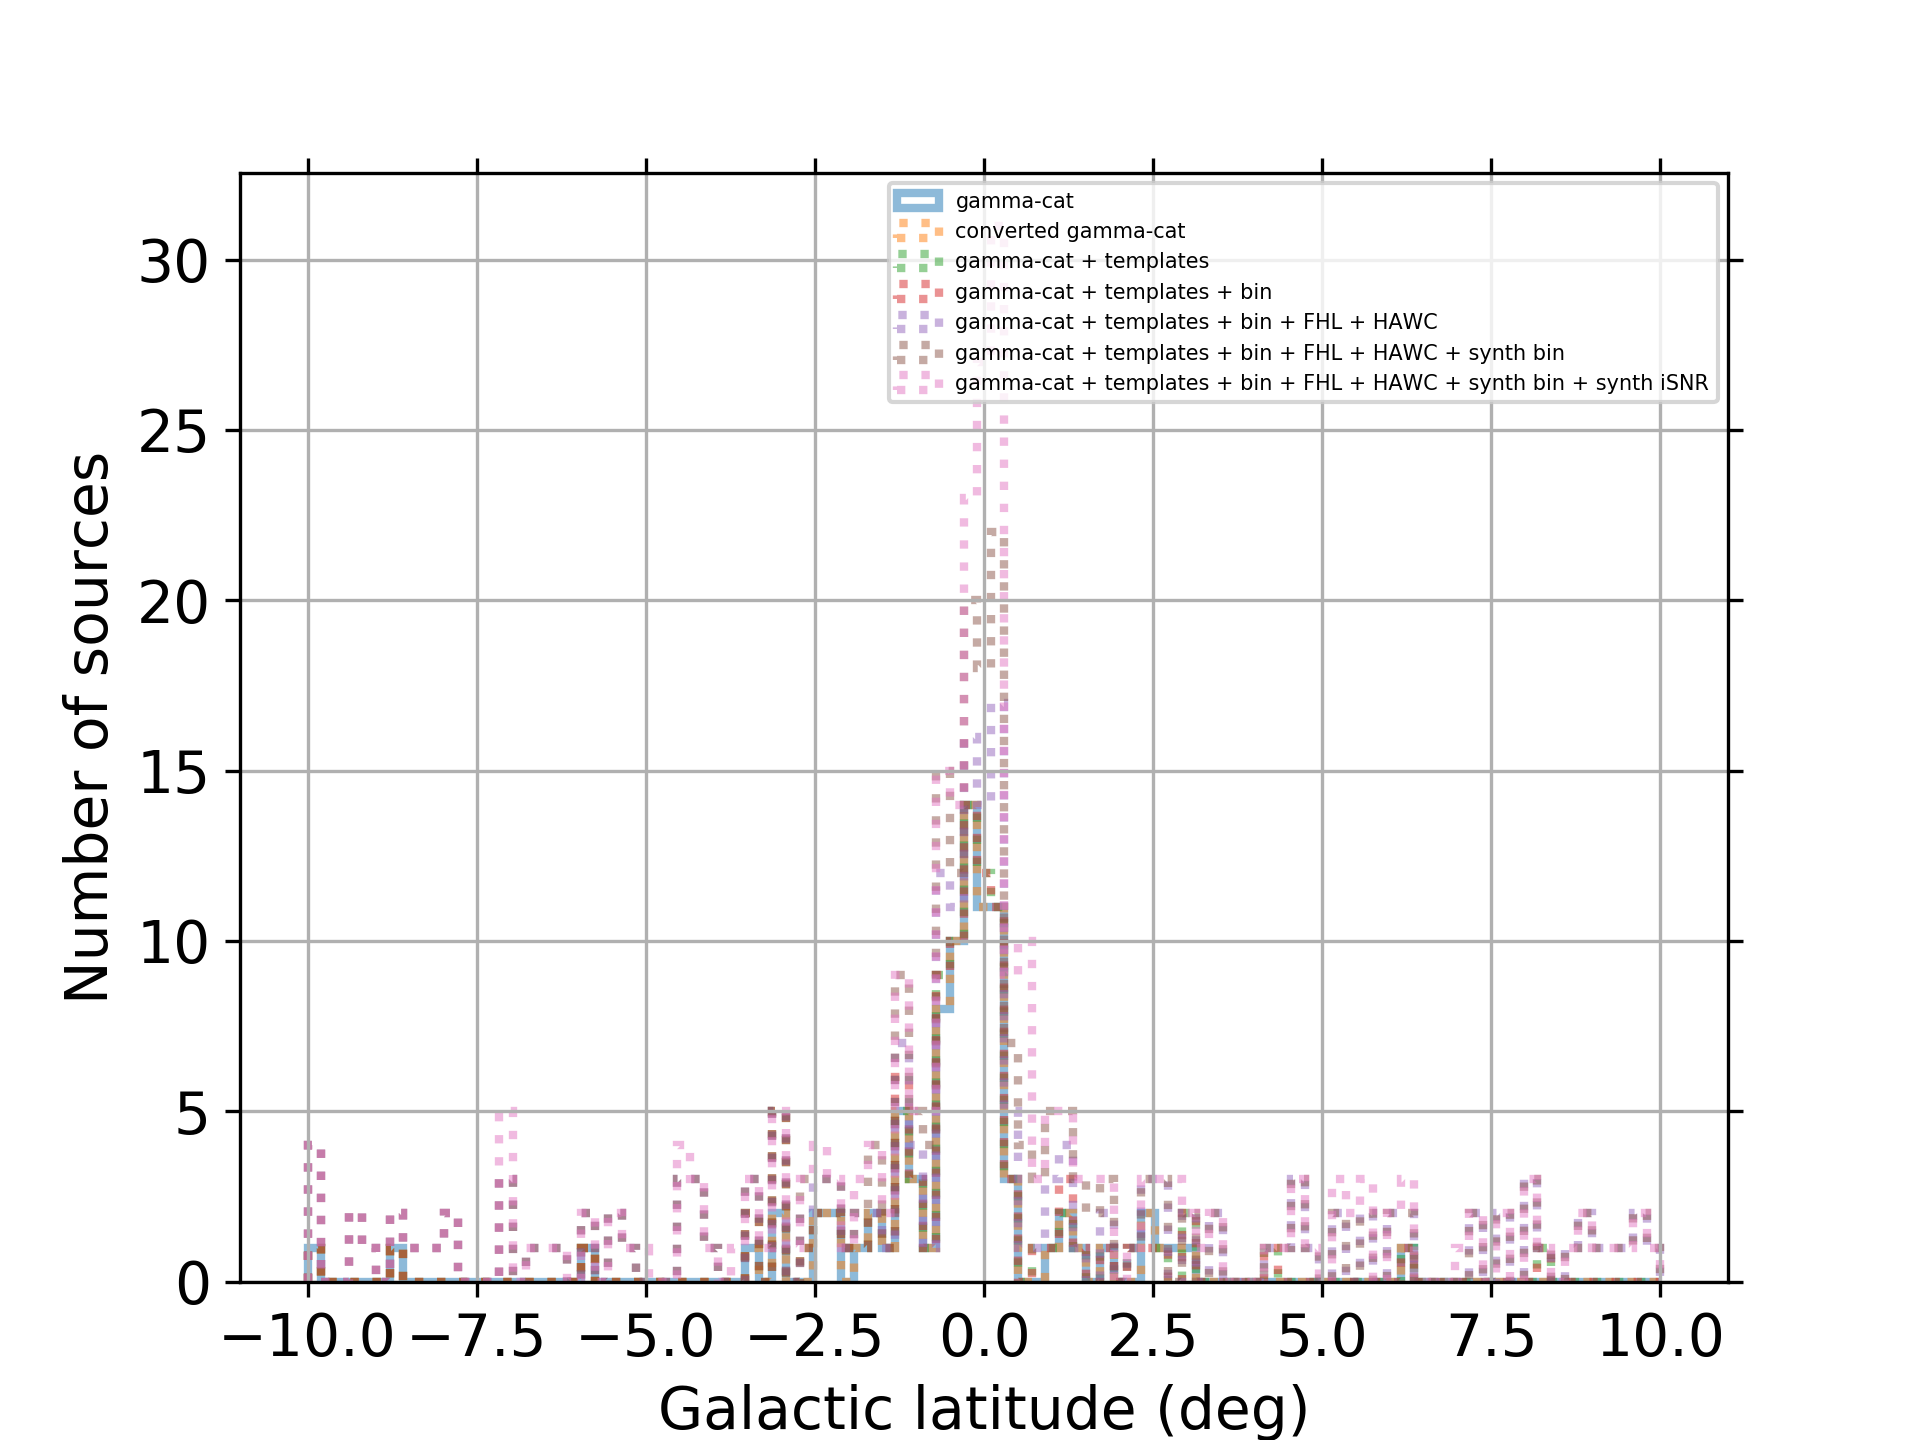 gamma-cat
converted gamma-cat
gamma-cat + templates
gamma-cat + templates + bin
gamma-cat + templates + bin + FHL + HAWC
gamma-cat + templates + bin + FHL + HAWC + synth bin
gamma-cat + templates + bin + FHL + HAWC + synth bin + synth iSNR
30
25
20
15
10
5
0
Number of sources
−10.0 −7.5 −5.0 −2.5 0.0 2.5 5.0 7.5 10.0
Galactic latitude (deg)